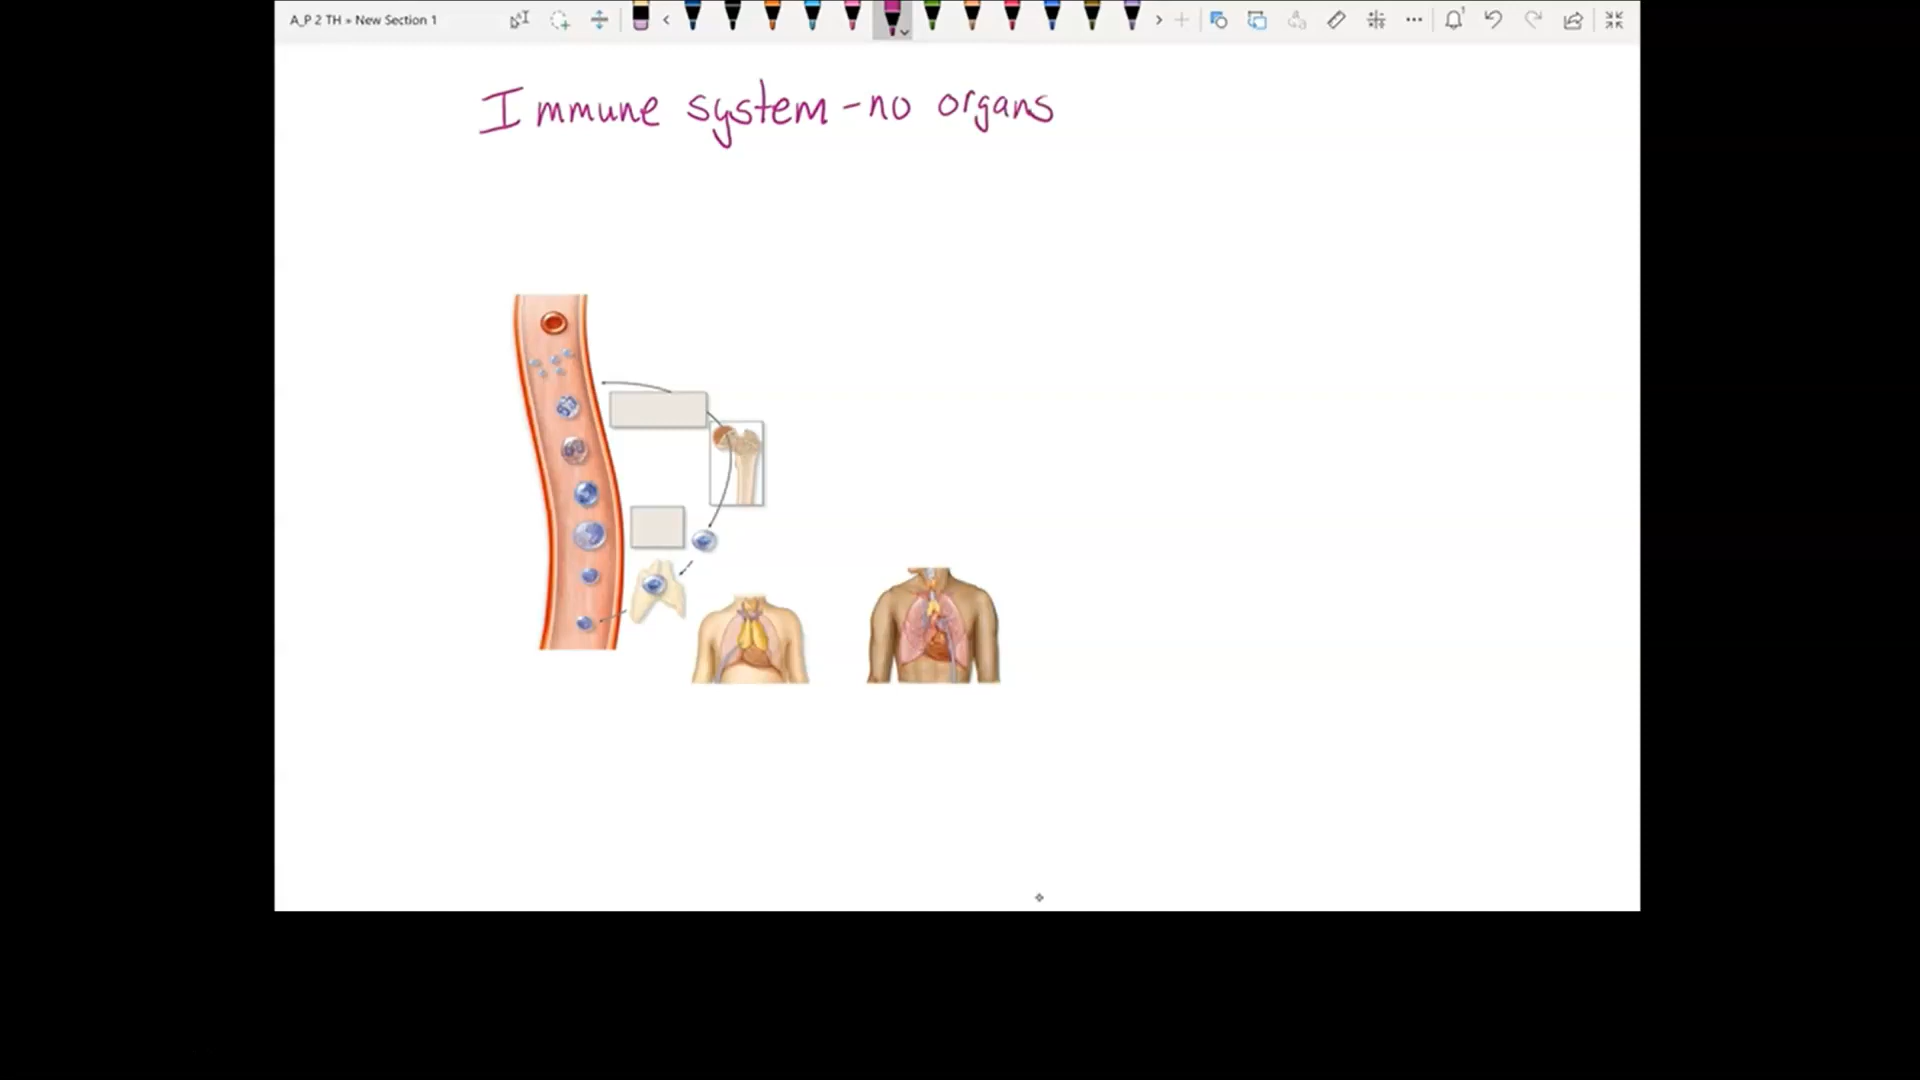 A_P 2 TH » New Section 1
Immune system - no organs